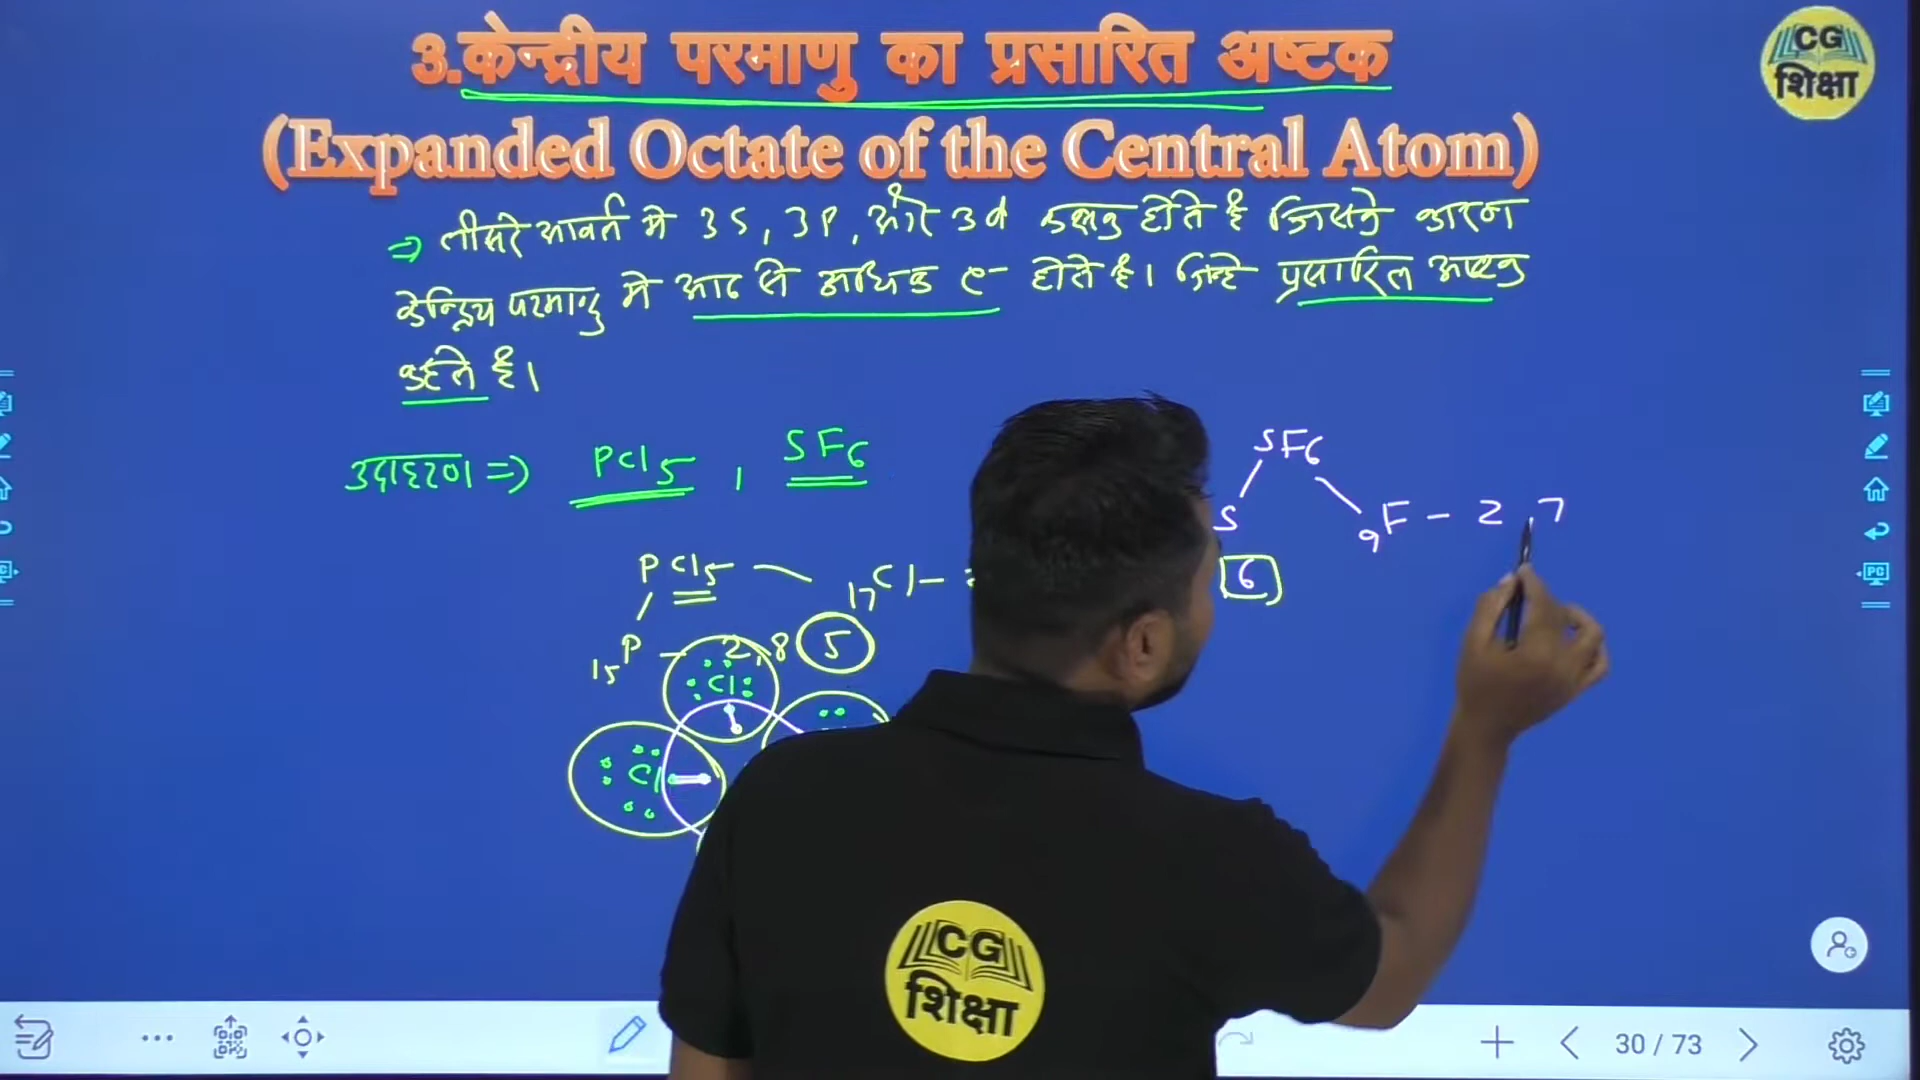 3.केन्द्रीय परमाणु का प्रसारित अष्टक
CG
शिक्षा
(Expanded Octate of the Central Atom)
⇒ तीसरे आवर्त में 3s, 3p, और 3d कक्षक होते है जिसके कारण
केन्द्रिय परमाणु मे आठ से अधिक e- होते है। जिन्हे प्रसारित अष्टक
कहते है।
उदाहरण ⇒ PCl5 , SF6
SF6
S
9F - 2,7
PCl5
17Cl -
6
15P - 2,8 5
Cl
Cl
CG
शिक्षा
30 / 73
PC